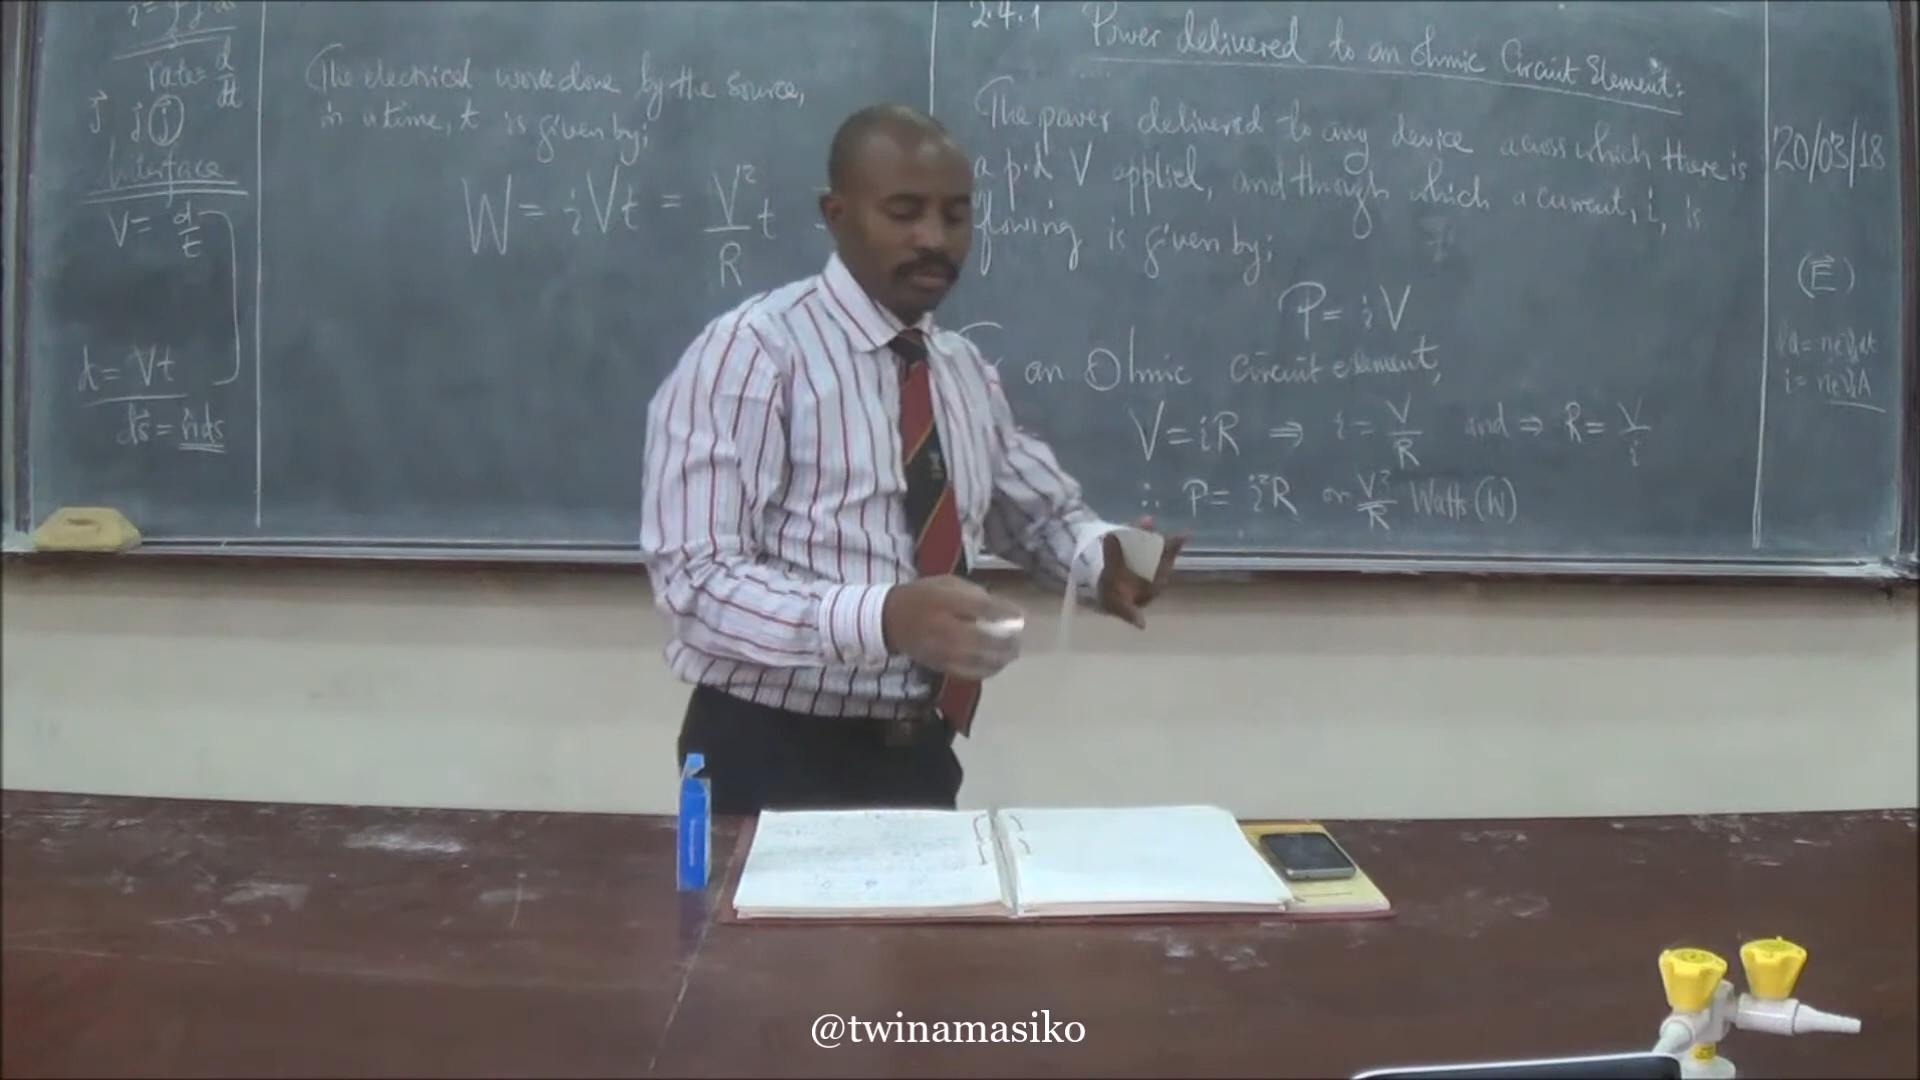 rate = d/dt
j j (j)
Interface
V = d/t
d = Vt
ds = n̂ds
The electrical work done by the source,
in a time, t is given by;
W = iVt = V²/R t
2.4.1 Power delivered to an Ohmic Circuit Element:
The power delivered to any device across which there is
a p.d V applied, and through which a current, i, is
flowing is given by;
P = iV
an Ohmic circuit element,
V = iR ⇒ i = V/R and ⇒ R = V/i
∴ P = i²R or V²/R Watts (W)
20/03/18
(E⃗)
i = neVdA
@twinamasiko